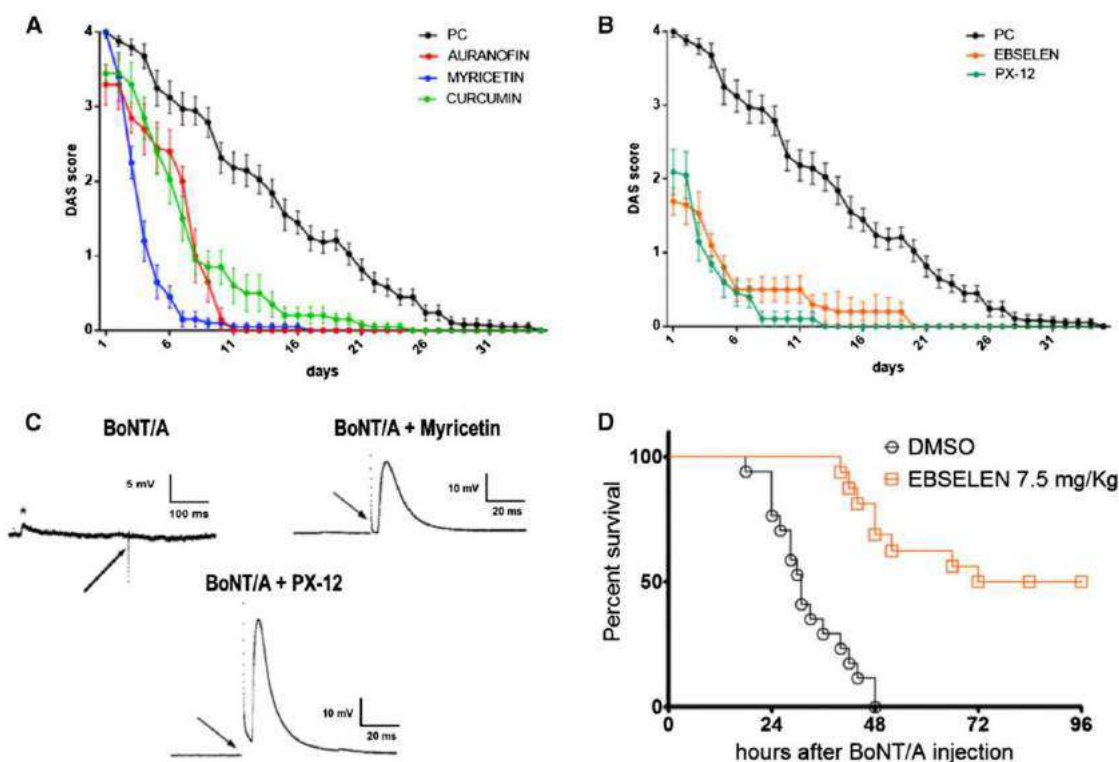 A
4
3
2
1
0
DAS score
PC
AURANOFIN
MYRICETIN
CURCUMIN
1
6
11
16
21
26
31
days
B
4
3
2
1
0
DAS score
PC
EBSELEN
PX-12
1
6
11
16
21
26
31
days
C
BoNT/A
5 mV
100 ms
*
BoNT/A + Myricetin
10 mV
20 ms
BoNT/A + PX-12
10 mV
20 ms
D
100
50
0
Percent survival
DMSO
EBSELEN 7.5 mg/Kg
0
24
48
72
96
hours after BoNT/A injection